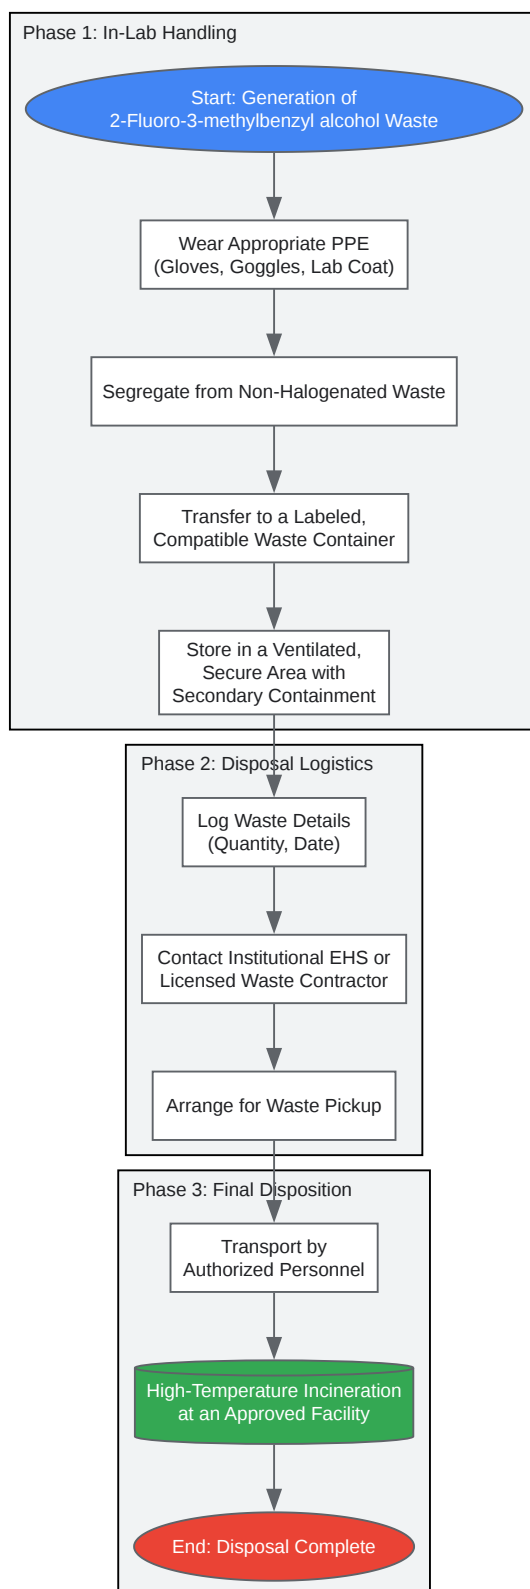 Phase 1: In-Lab Handling
Start: Generation of
2-Fluoro-3-methylbenzyl alcohol Waste
Wear Appropriate PPE
(Gloves, Goggles, Lab Coat)
Segregate from Non-Halogenated Waste
Transfer to a Labeled,
Compatible Waste Container
Store in a Ventilated,
Secure Area with
Secondary Containment
Phase 2: Disposal Logistics
Log Waste Details
(Quantity, Date)
Contact Institutional EHS or
Licensed Waste Contractor
Arrange for Waste Pickup
Phase 3: Final Disposition
Transport by
Authorized Personnel
High-Temperature Incineration
at an Approved Facility
End: Disposal Complete